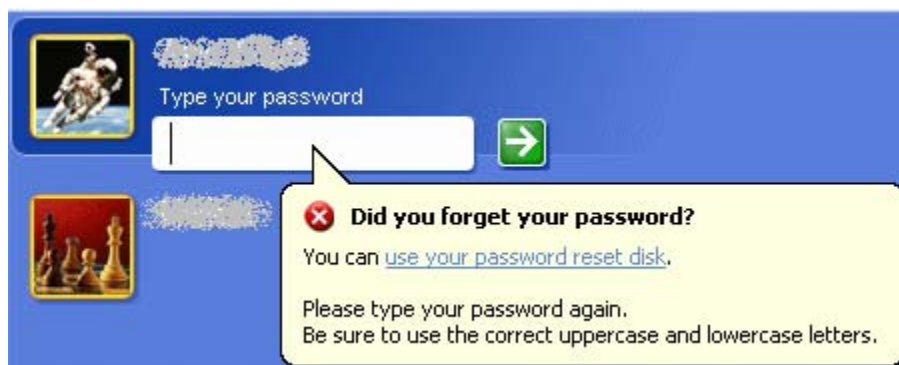 Type your password
Did you forget your password?
You can use your password reset disk.
Please type your password again.
Be sure to use the correct uppercase and lowercase letters.